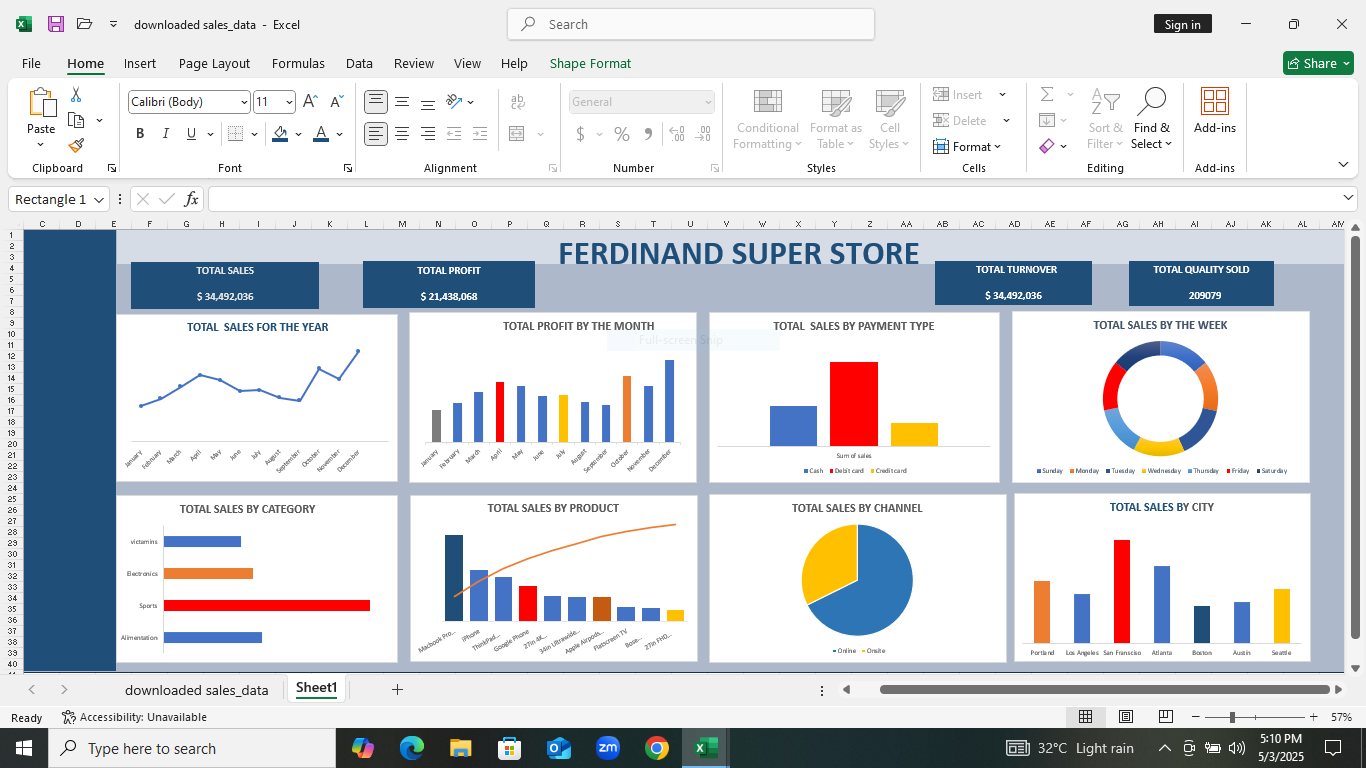 downloaded sales_data - Excel
Search
Sign in
File Home Insert Page Layout Formulas Data Review View Help Shape Format
Share
Calibri (Body) 11
General
Insert
Delete
Format
Paste
B I U
Conditional Formatting
Format as Table
Cell Styles
Sort & Filter
Find & Select
Add-ins
Clipboard Font Alignment Number Styles Cells Editing Add-ins
Rectangle 1
fx
C D E F G H I J K L M N O P Q R S T U V W X Y Z AA AB AC AD AE AF AG AH AI AJ AK AL AM
FERDINAND SUPER STORE
TOTAL SALES
$ 34,492,036
TOTAL PROFIT
$ 21,438,068
TOTAL TURNOVER
$ 34,492,036
TOTAL QUALITY SOLD
209079
TOTAL SALES FOR THE YEAR
January February March April May June July August September October November December
TOTAL PROFIT BY THE MONTH
Full-screen Snip
January February March April May June July August September October November December
TOTAL SALES BY PAYMENT TYPE
Sum of sales
Cash Debit card Credit card
TOTAL SALES BY THE WEEK
Sunday Monday Tuesday Wednesday Thursday Friday Saturday
TOTAL SALES BY CATEGORY
victamins
Electronics
Sports
Alimentation
TOTAL SALES BY PRODUCT
Macbook Pro... iPhone ThinkPad... Google Phone 27in 4K... 34in Ultrawide... Apple Airpods... Flatscreen TV Bose... 27in FHD...
TOTAL SALES BY CHANNEL
Online Onsite
TOTAL SALES BY CITY
Portland Los Angeles San Fransciso Atlanta Boston Austin Seattle
1
2
3
4
5
6
7
8
9
10
11
12
13
14
15
16
17
18
19
20
21
22
23
24
25
26
27
28
29
30
31
32
33
34
35
36
37
38
39
40
downloaded sales_data Sheet1
Ready Accessibility: Unavailable 57%
Type here to search
zm
32°C Light rain
5:10 PM
5/3/2025